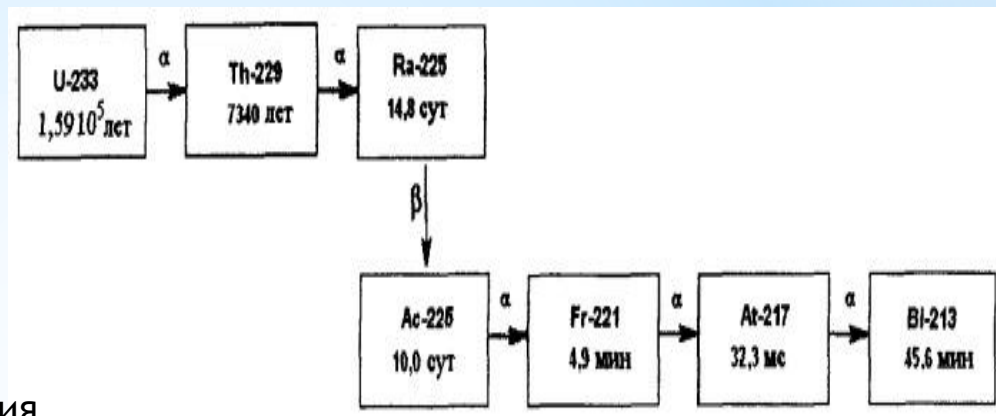 α
U-233
1,59 10⁵ лет
α
Th-229
7340 лет
Ra-225
14,8 сут
β
Ac-225
10,0 сут
α
Fr-221
4,9 мин
α
At-217
32,3 мс
α
Bi-213
45,6 мин
ия